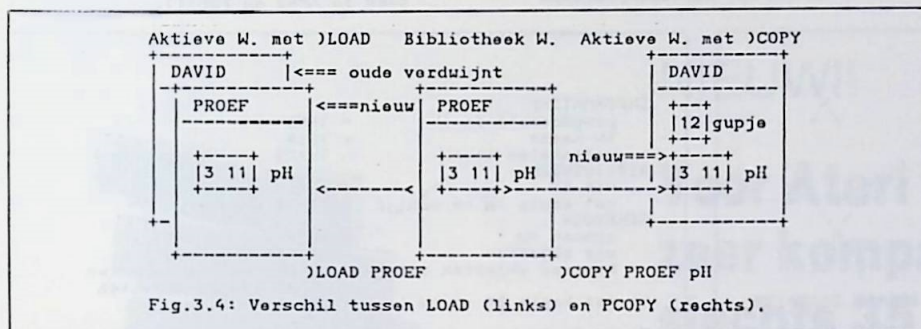 Aktieve W. met )LOAD Bibliotheek W. Aktieve W. met )COPY
DAVID <=== oude verdwijnt DAVID
PROEF <===nieuw PROEF |12|gupje
nieuw===>
|3 11| pH |3 11| pH |3 11| pH
)LOAD PROEF )COPY PROEF pH
Fig.3.4: Verschil tussen LOAD (links) en PCOPY (rechts).